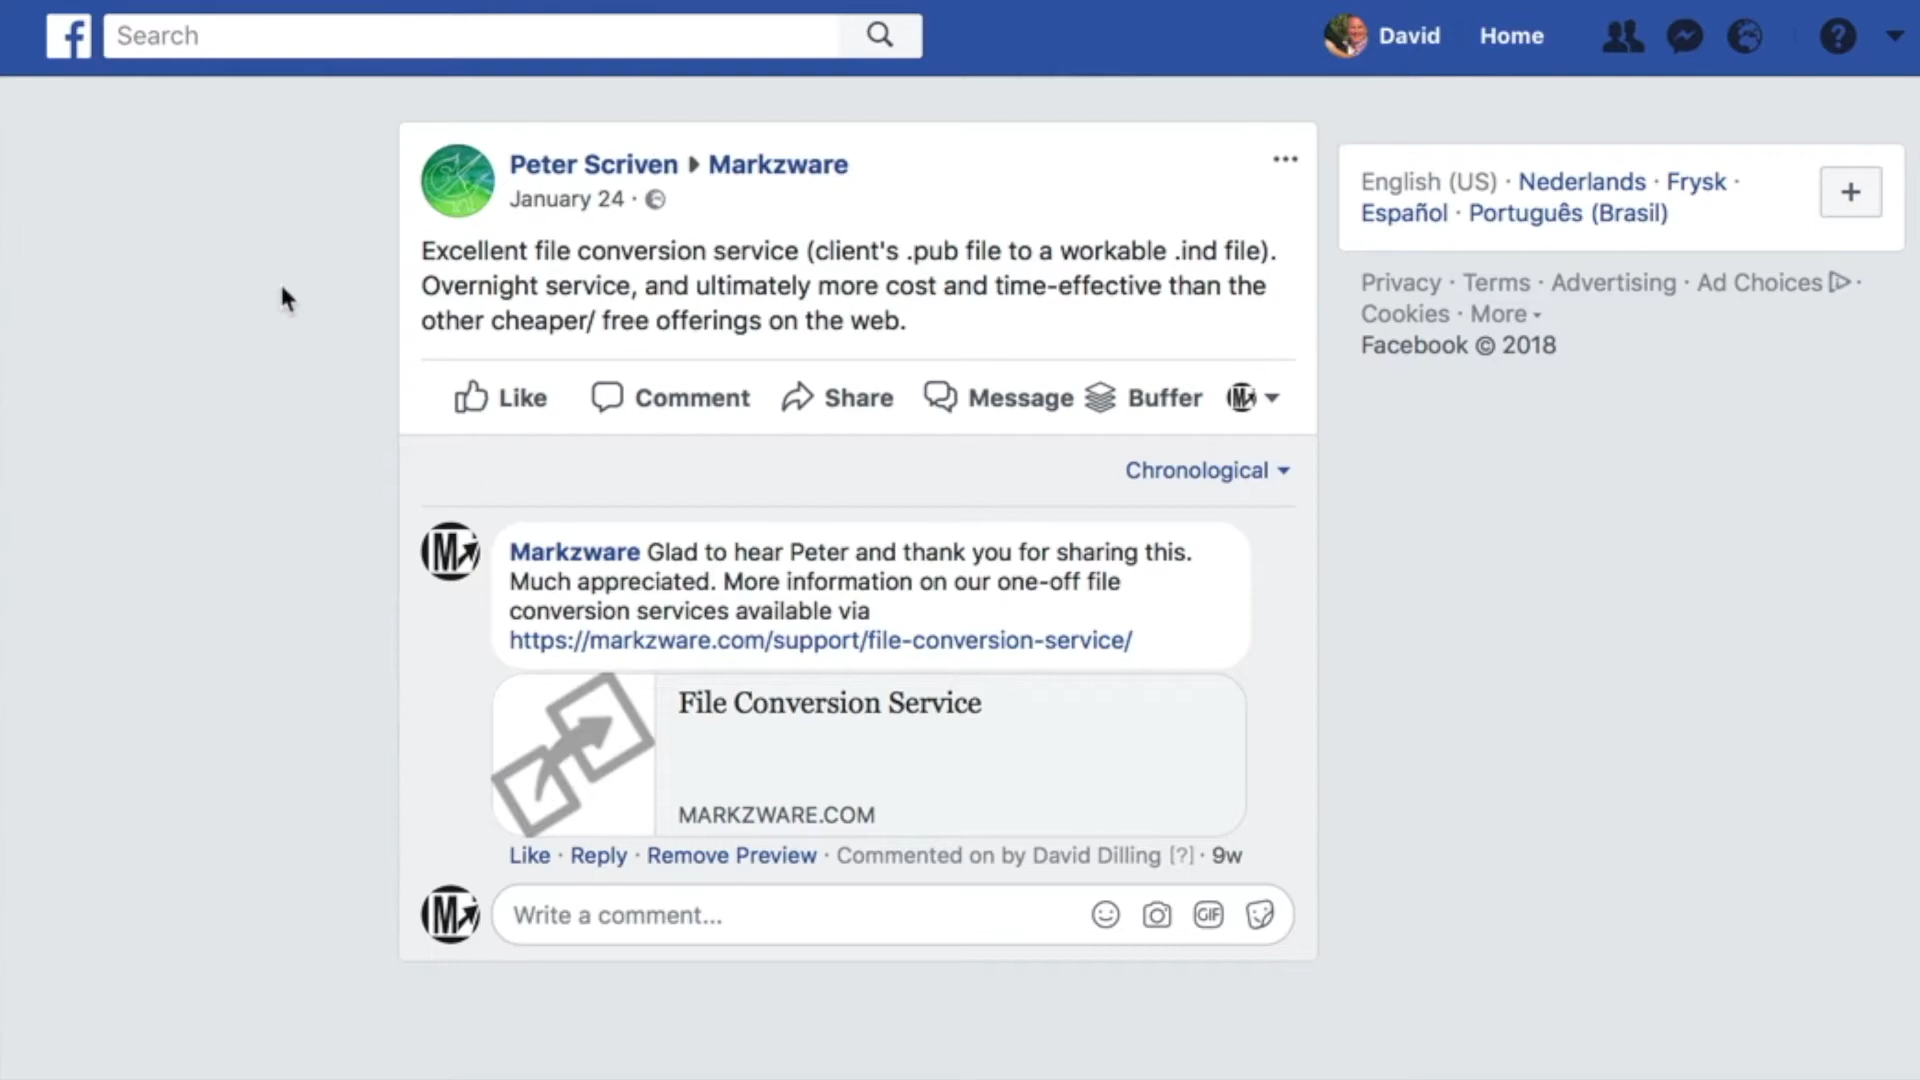 Search
David Home
Peter Scriven Markzware
January 24 ·
Excellent file conversion service (client's .pub file to a workable .ind file).
Overnight service, and ultimately more cost and time-effective than the
other cheaper/ free offerings on the web.
Like Comment Share Message Buffer
Chronological
Markzware Glad to hear Peter and thank you for sharing this.
Much appreciated. More information on our one-off file
conversion services available via
https://markzware.com/support/file-conversion-service/
File Conversion Service
MARKZWARE.COM
Like · Reply · Remove Preview · Commented on by David Dilling [?] · 9w
Write a comment...
GIF
English (US) · Nederlands · Frysk ·
Español · Português (Brasil)
Privacy · Terms · Advertising · Ad Choices ·
Cookies · More
Facebook © 2018